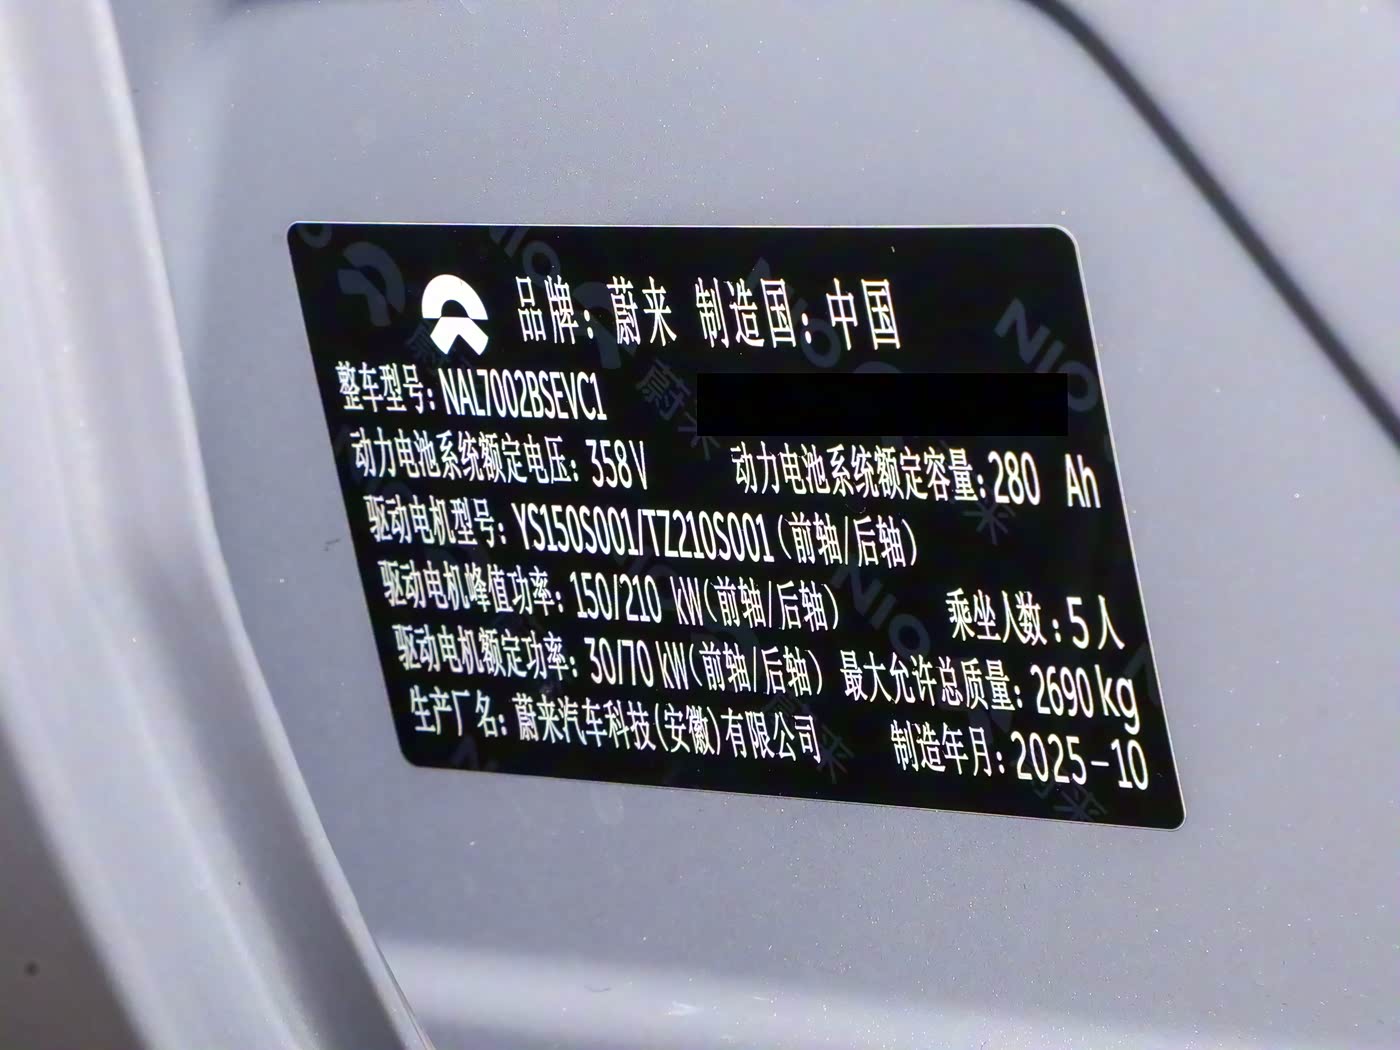 品牌：蔚来 制造国：中国
整车型号：NAL7002BSEVC1
动力电池系统额定电压：358V 动力电池系统额定容量：280 Ah
驱动电机型号：YS150S001/TZ210S001（前轴/后轴）
驱动电机峰值功率：150/210 kW（前轴/后轴） 乘坐人数：5人
驱动电机额定功率：30/70kW（前轴/后轴） 最大允许总质量：2690kg
生产厂名：蔚来汽车科技（安徽）有限公司 制造年月：2025-10